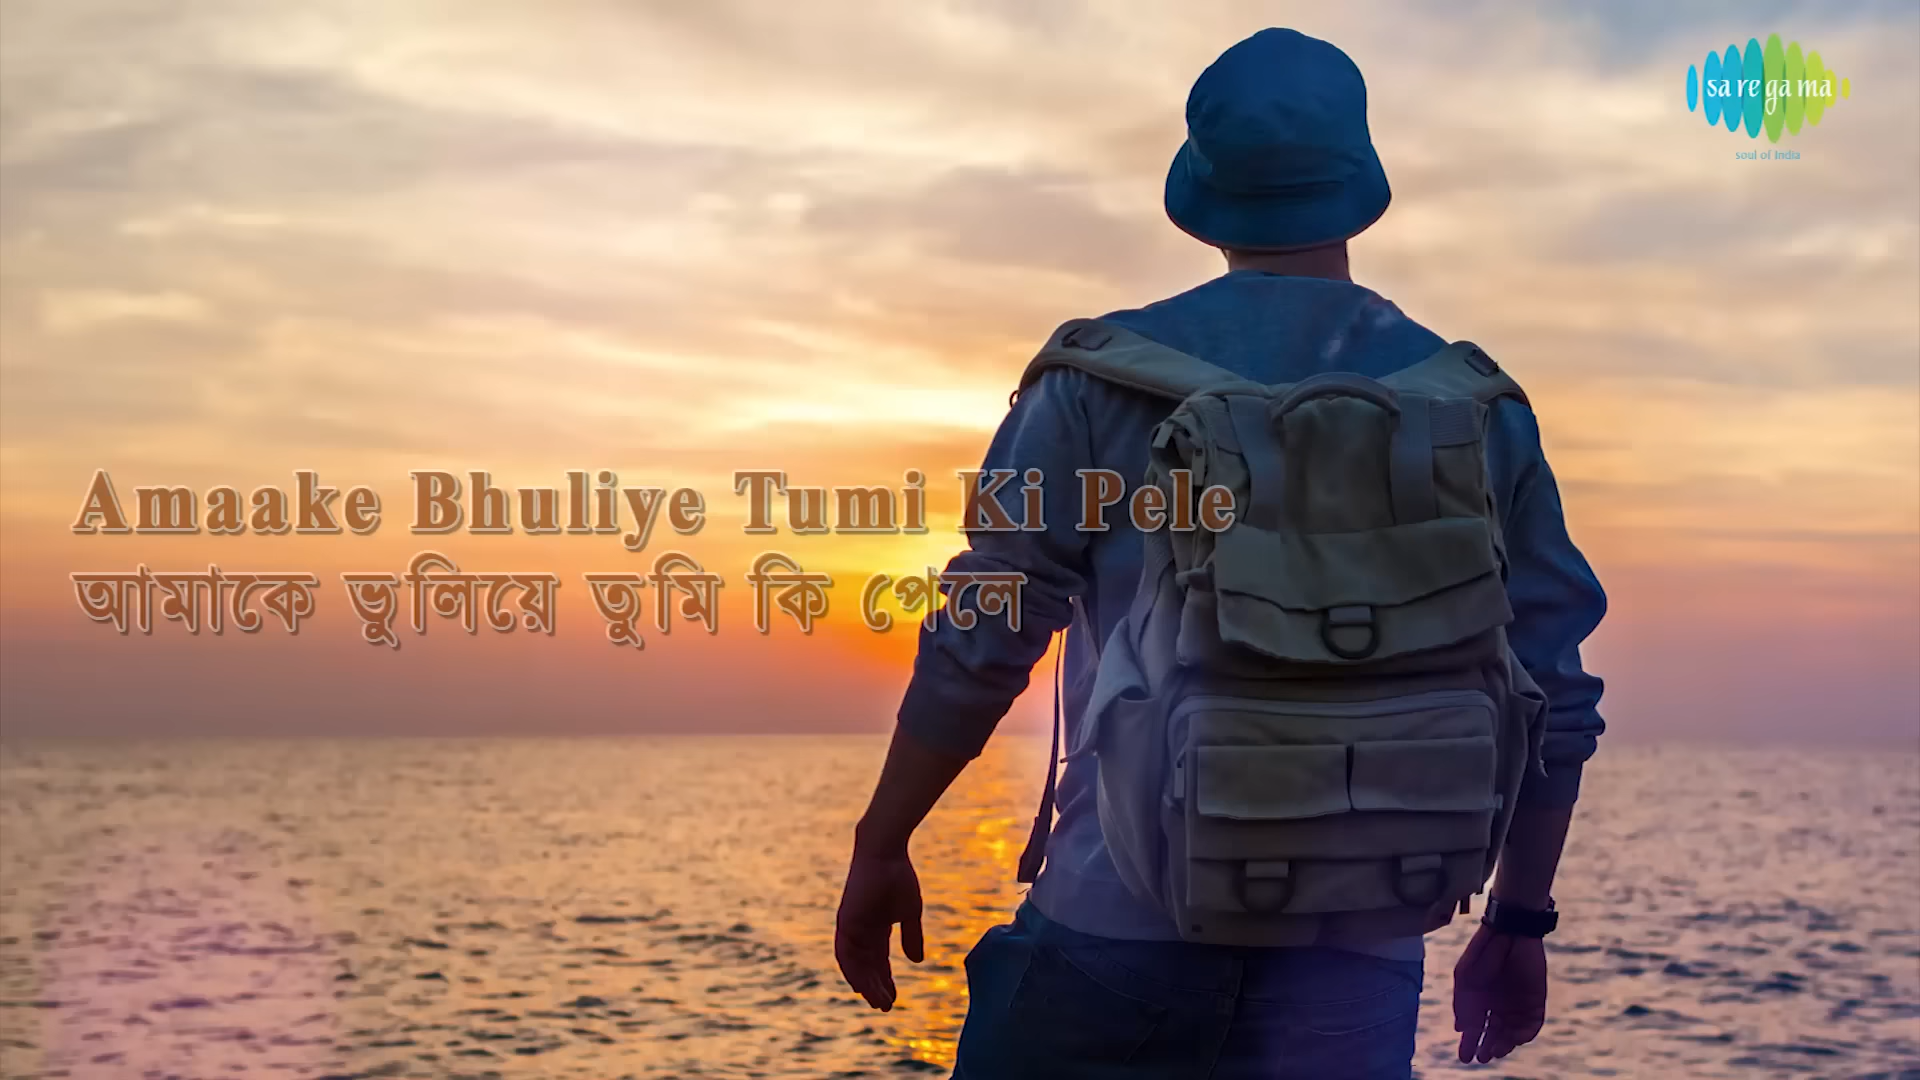 sa re ga ma
soul of India
Amaake Bhuliye Tumi Ki Pele
আমাকে ভুলিয়ে তুমি কি পেলে